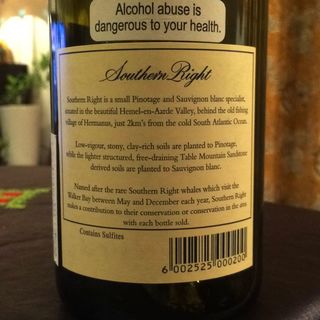 Alcohol abuse is
dangerous to your health.
Southern Right
Southern Right is a small Pinotage and Sauvignon blanc specialist,
situated in the beautiful Hemel-en-Aarde Valley, behind the old fishing
village of Hermanus, just 2km's from the cold South Atlantic Ocean.
Low-vigour, stony, clay-rich soils are planted to Pinotage,
while the lighter structured, free-draining Table Mountain Sandstone
derived soils are planted to Sauvignon blanc.
Named after the rare Southern Right whales which visit the
Walker Bay between May and December each year, Southern Right
makes a contribution to their conservation or conservation in the area
with each bottle sold.
Contains Sulfites
6 002525 000200